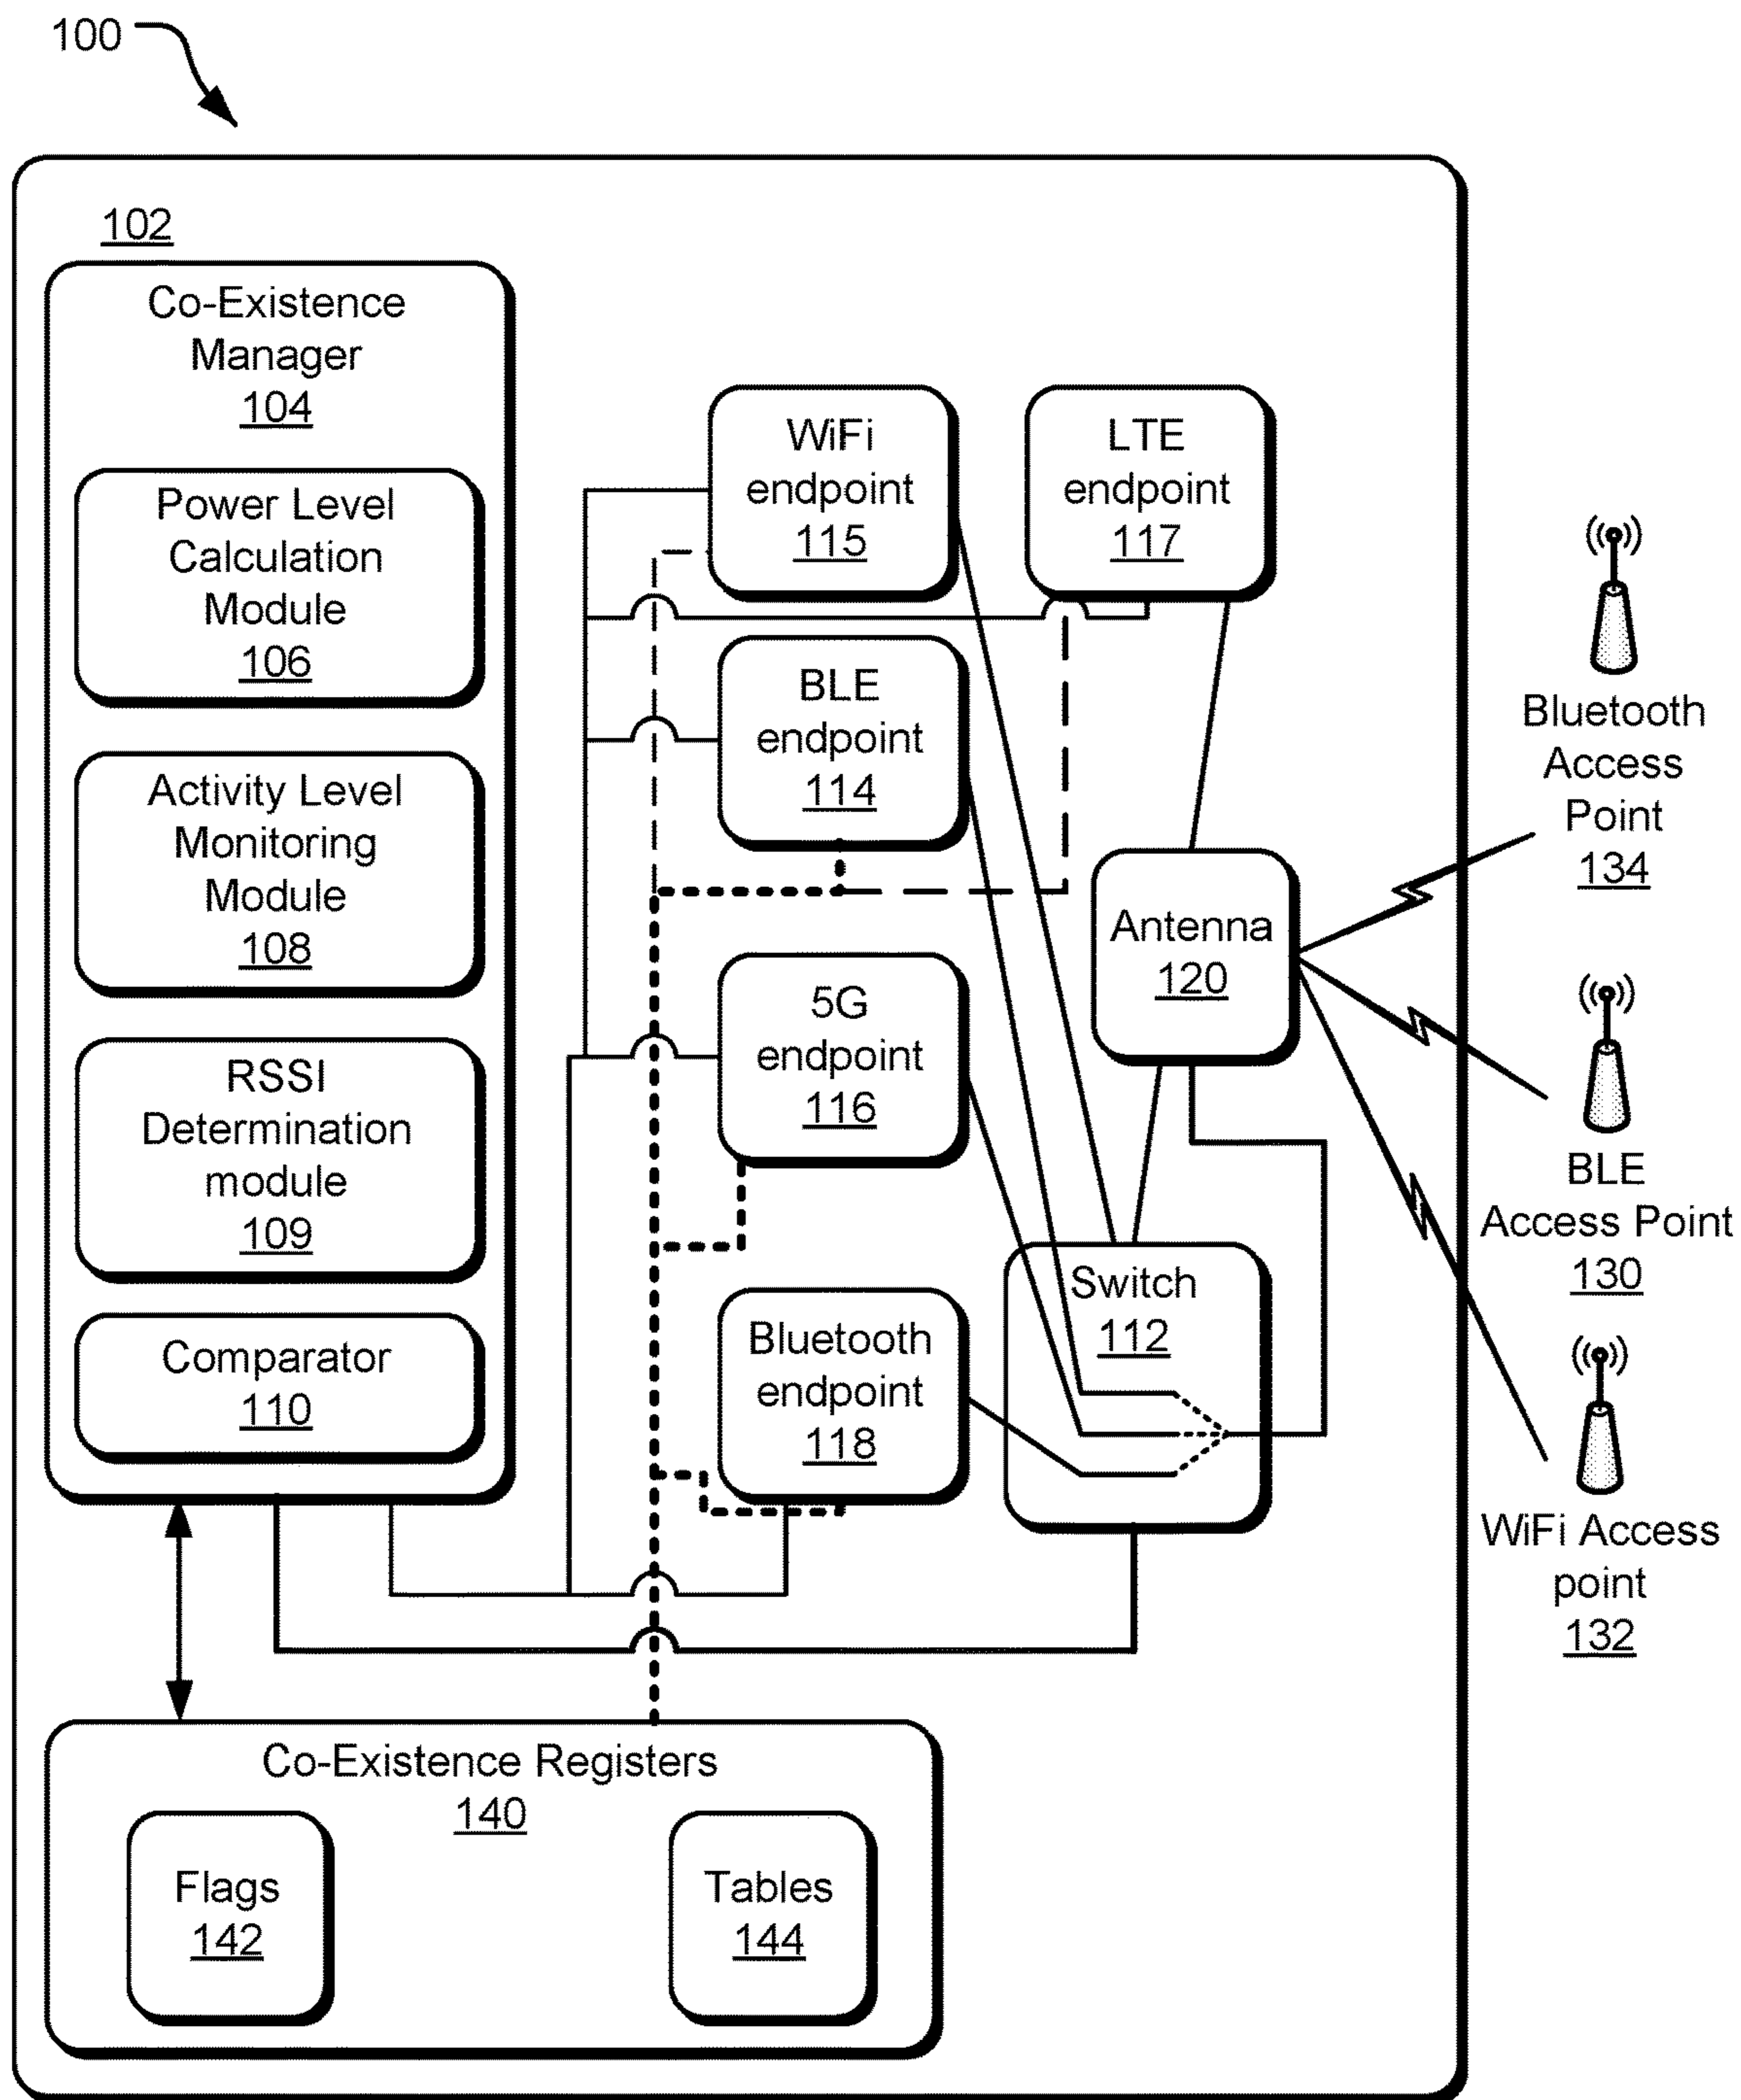 100
102
Co-Existence
Manager
104
Power Level
Calculation
Module
106
Activity Level
Monitoring
Module
108
RSSI
Determination
module
109
Comparator
110
WiFi
endpoint
115
LTE
endpoint
117
BLE
endpoint
114
5G
endpoint
116
Bluetooth
endpoint
118
Antenna
120
Switch
112
Bluetooth
Access
Point
134
BLE
Access Point
130
WiFi Access
point
132
Co-Existence Registers
140
Flags
142
Tables
144